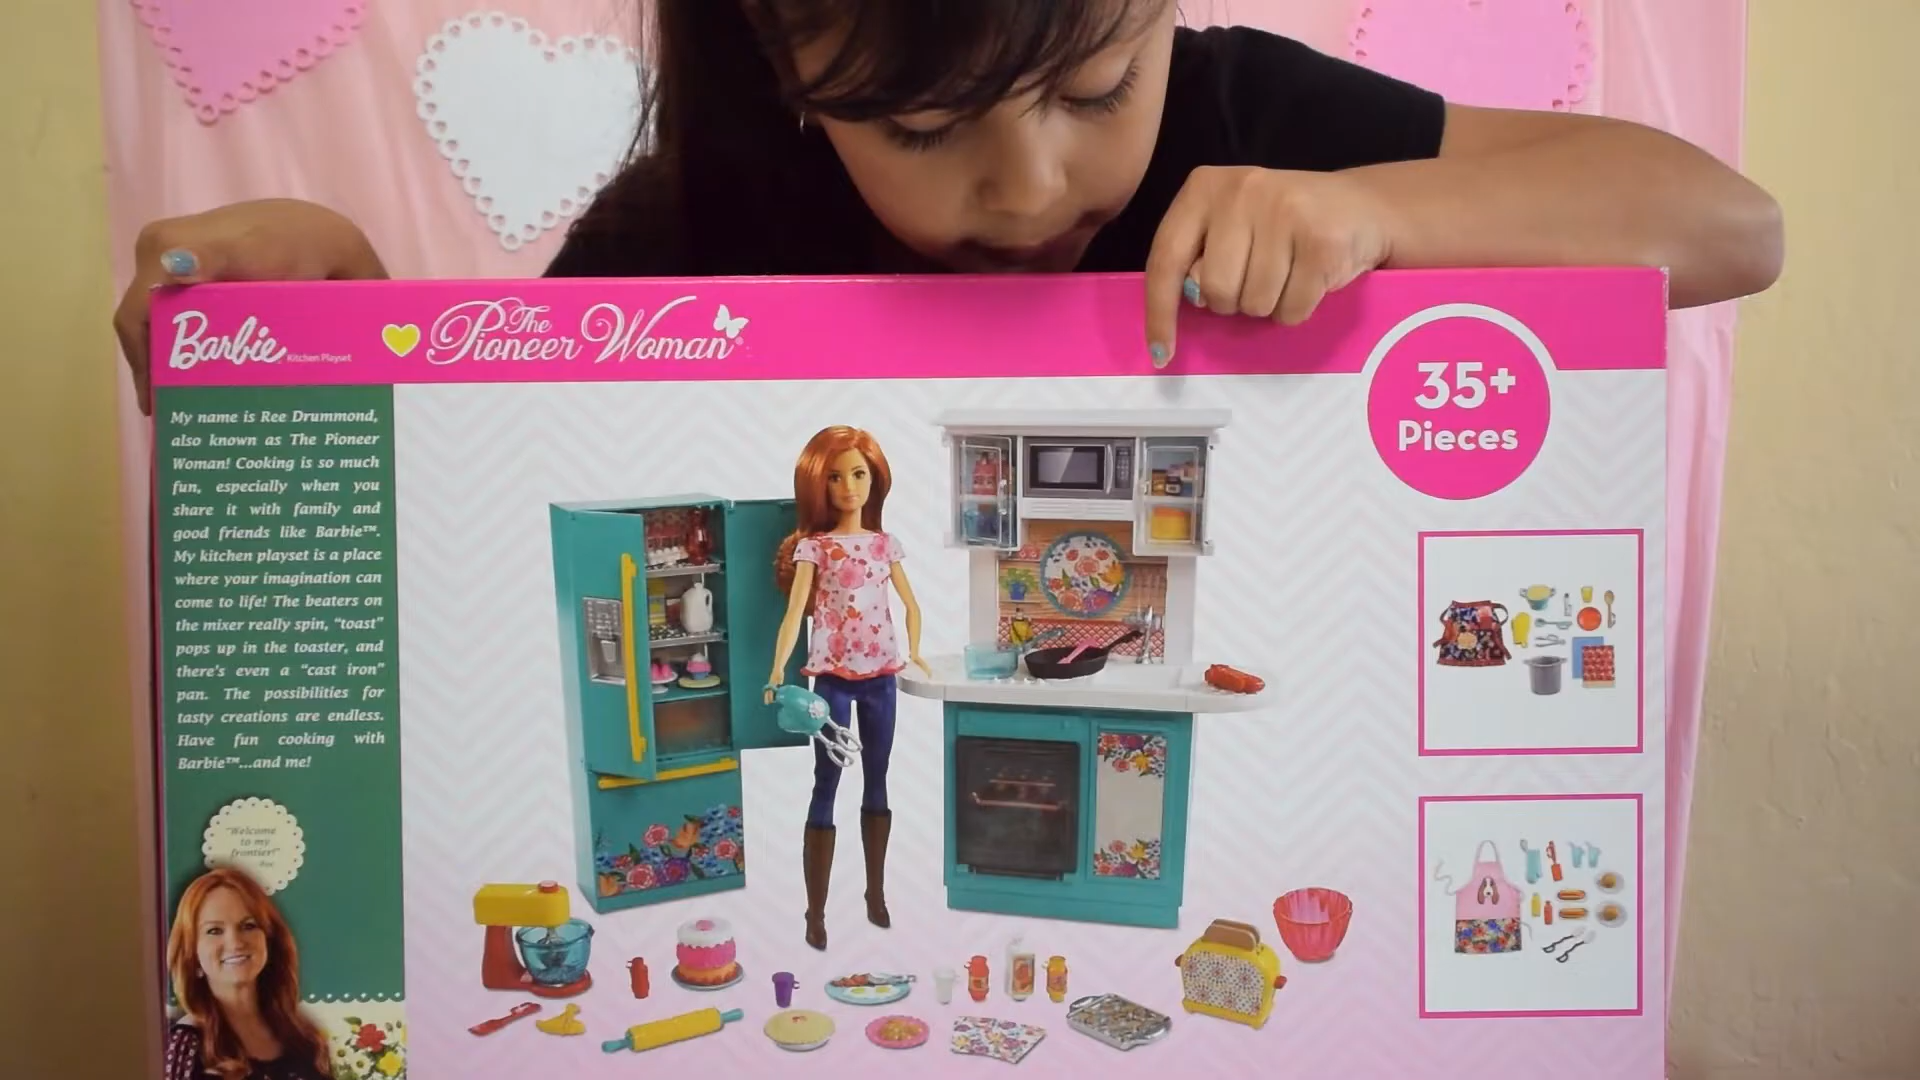 Barbie Kitchen Playset
The
Pioneer Woman®
35+
Pieces
My name is Ree Drummond,
also known as The Pioneer
Woman! Cooking is so much
fun, especially when you
share it with family and
good friends like Barbie™.
My kitchen playset is a place
where your imagination can
come to life! The beaters on
the mixer really spin, "toast"
pops up in the toaster, and
there's even a "cast iron"
pan. The possibilities for
tasty creations are endless.
Have fun cooking with
Barbie™...and me!
"Welcome
to my
frontier!"